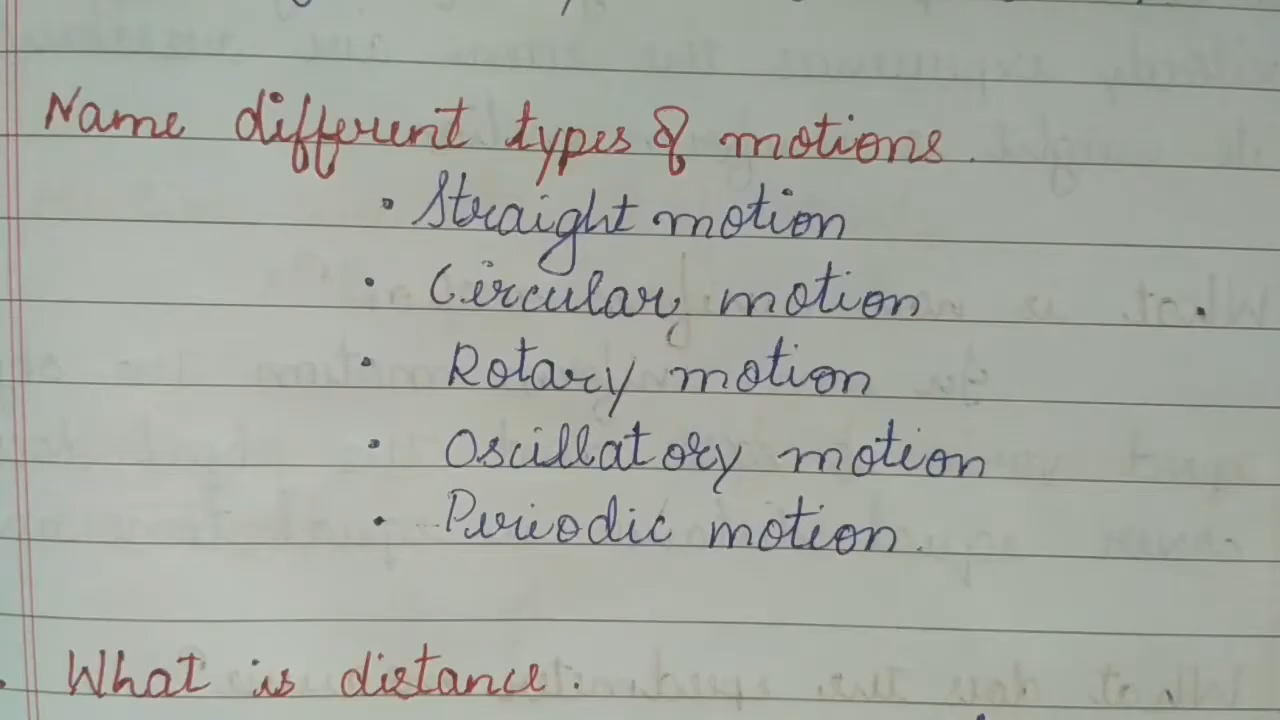 Name different types of motions.
• Straight motion
• Circular motion
• Rotary motion
• Oscillatory motion
• Periodic motion.
What is distance.